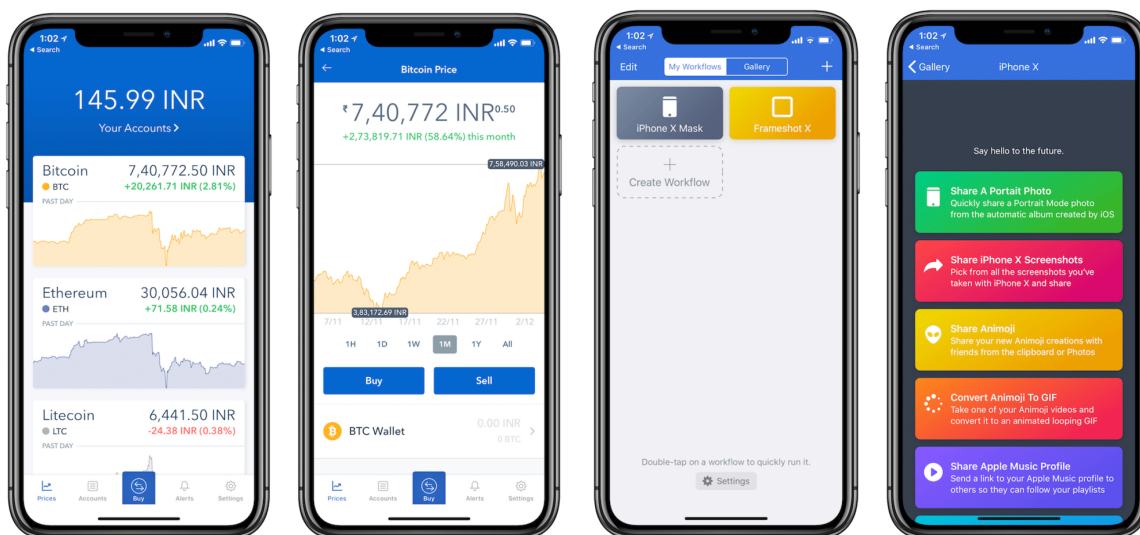 1:02
Search
145.99 INR
Your Accounts
Bitcoin 7,40,772.50 INR
BTC +20,261.71 INR (2.81%)
PAST DAY
Ethereum 30,056.04 INR
ETH +71.58 INR (0.24%)
PAST DAY
Litecoin 6,441.50 INR
LTC -24.38 INR (0.38%)
PAST DAY
Prices Accounts Buy Alerts Settings
1:02
Search
Bitcoin Price
₹7,40,772 INR0.50
+2,73,819.71 INR (58.64%) this month
7,58,490.03 INR
3,83,172.69 INR
7/11 12/11 17/11 22/11 27/11 2/12
1H 1D 1W 1M 1Y All
Buy Sell
BTC Wallet 0.00 INR
0 BTC
Prices Accounts Buy Alerts Settings
1:02
Search
Edit My Workflows Gallery +
iPhone X Mask Frameshot X
+
Create Workflow
Double-tap on a workflow to quickly run it.
Settings
1:02
Search
Gallery iPhone X
Say hello to the future.
Share A Portait Photo
Quickly share a Portrait Mode photo
from the automatic album created by iOS
Share iPhone X Screenshots
Pick from all the screenshots you've
taken with iPhone X and share
Share Animoji
Share your new Animoji creations with
friends from the clipboard or Photos
Convert Animoji To GIF
Take one of your Animoji videos and
convert it to an animated looping GIF
Share Apple Music Profile
Send a link to your Apple Music profile to
others so they can follow your playlists